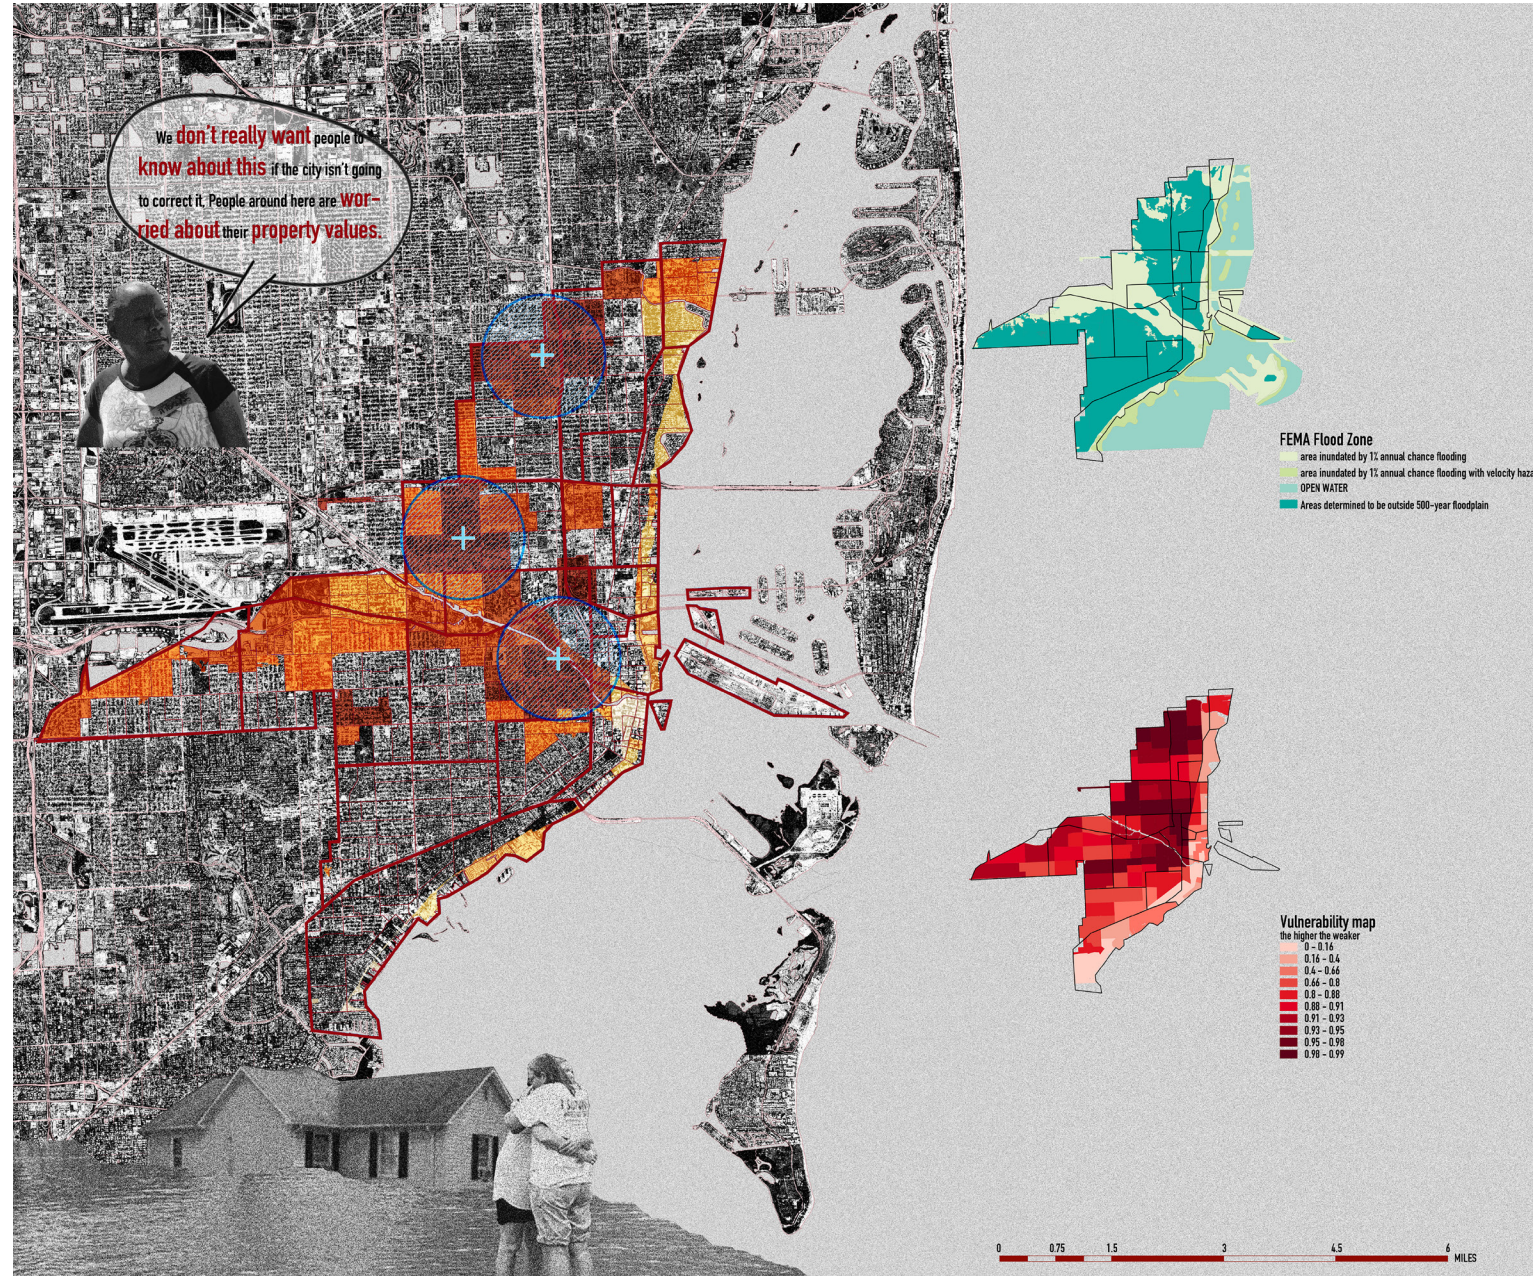 We don't really want people to
know about this if the city isn't going
to correct it. People around here are wor-
ried about their property values.
FEMA Flood Zone
area inundated by 1% annual chance flooding
area inundated by 1% annual chance flooding with velocity haza
OPEN WATER
Areas determined to be outside 500-year floodplain
Vulnerability map
the higher the weaker
0 - 0.16
0.16 - 0.4
0.4 - 0.66
0.66 - 0.8
0.8 - 0.88
0.88 - 0.91
0.91 - 0.93
0.93 - 0.95
0.95 - 0.98
0.98 - 0.99
0 0.75 1.5 3 4.5 6
MILES